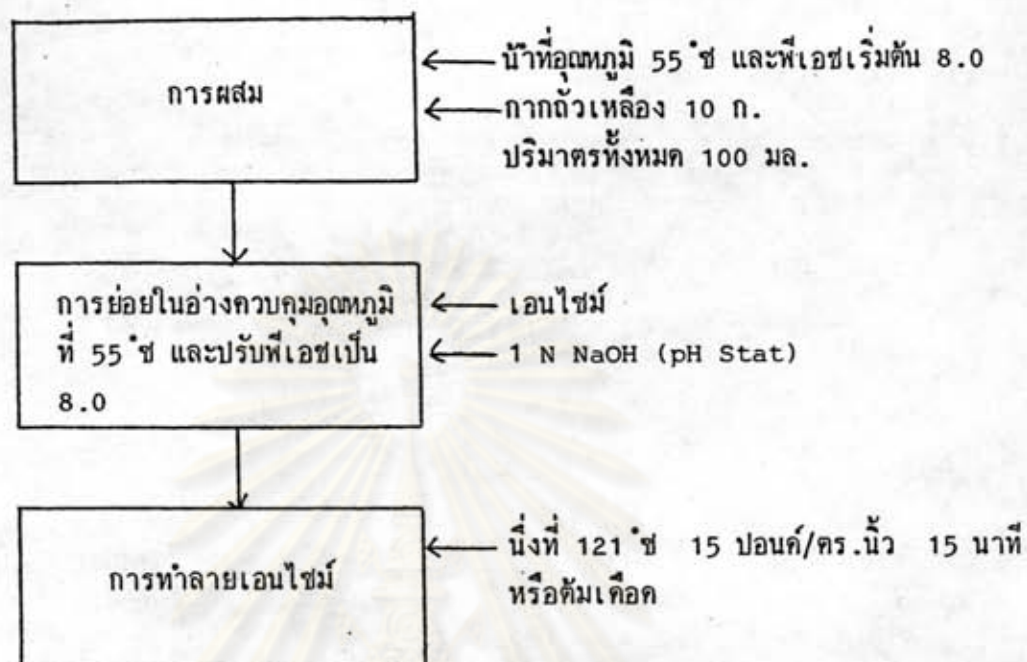 การผสม
น้ำที่อุณหภูมิ 55 °ซ และพีเอชเริ่มต้น 8.0
กากถั่วเหลือง 10 ก.
ปริมาตรทั้งหมด 100 มล.
การย่อยในอ่างควบคุมอุณหภูมิ
ที่ 55 °ซ และปรับพีเอชเป็น
8.0
เอนไซม์
1 N NaOH (pH Stat)
การทำลายเอนไซม์
นึ่งที่ 121 °ซ 15 ปอนด์/ตร.นิ้ว 15 นาที
หรือต้มเดือด